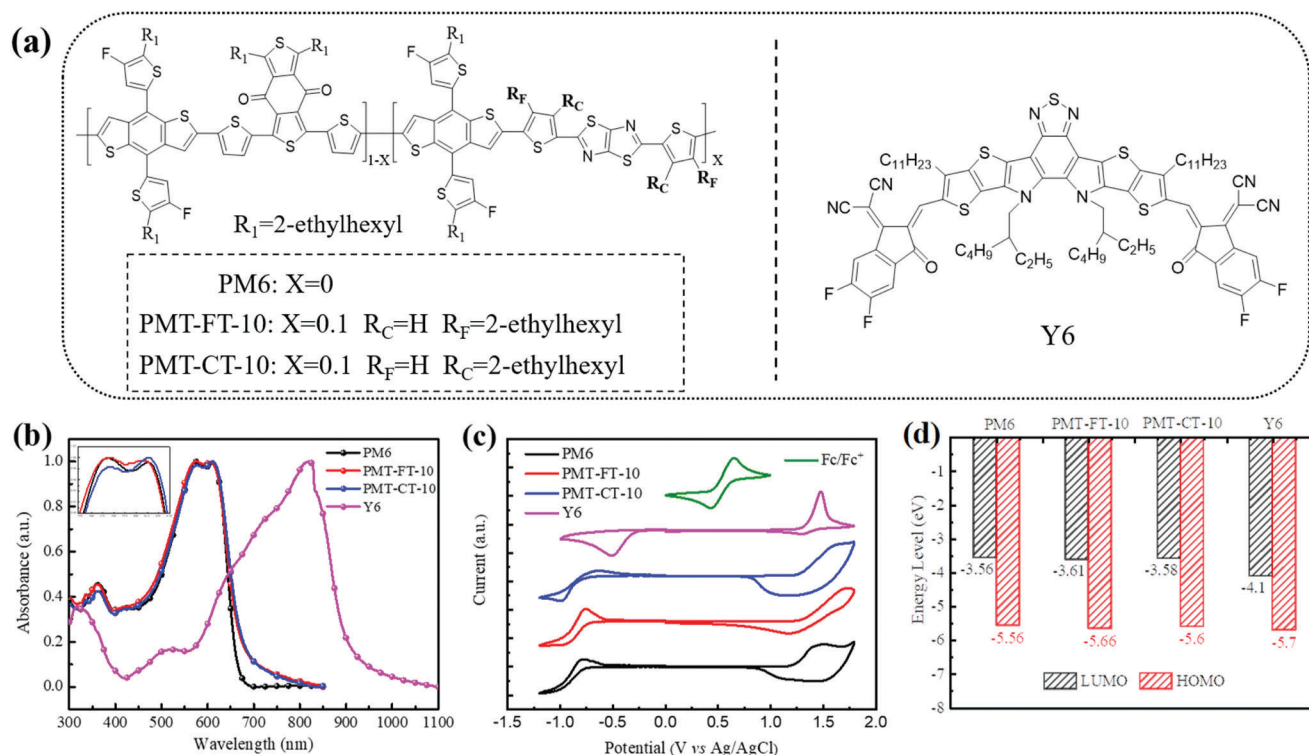 (a)
R1
F
S
R1
R1
S
R1
F
S
O
O
RF
RC
S
N
S
S
S
S
S
S
S
1-X
S
S
N
S
S
X
RC
RF
S
F
R1
S
F
R1
R1=2-ethylhexyl
PM6: X=0
PMT-FT-10: X=0.1 RC=H RF=2-ethylhexyl
PMT-CT-10: X=0.1 RF=H RC=2-ethylhexyl
S
N
N
C11H23
S
S
C11H23
CN
NC
S
N
N
S
NC
CN
O
C4H9
C2H5
C4H9
C2H5
O
F
F
F
F
Y6
(b)
PM6
PMT-FT-10
PMT-CT-10
Y6
Absorbance (a.u.)
1.0
0.8
0.6
0.4
0.2
0.0
300 400 500 600 700 800 900 1000 1100
Wavelength (nm)
(c)
PM6
PMT-FT-10
PMT-CT-10
Y6
Fc/Fc+
Current (a.u.)
-1.5 -1.0 -0.5 0.0 0.5 1.0 1.5 2.0
Potential (V vs Ag/AgCl)
(d)
PM6 PMT-FT-10 PMT-CT-10 Y6
Energy Level (eV)
-1
-2
-3
-4
-5
-6
-7
-8
-3.56
-3.61
-3.58
-4.1
-5.56
-5.66
-5.6
-5.7
LUMO HOMO